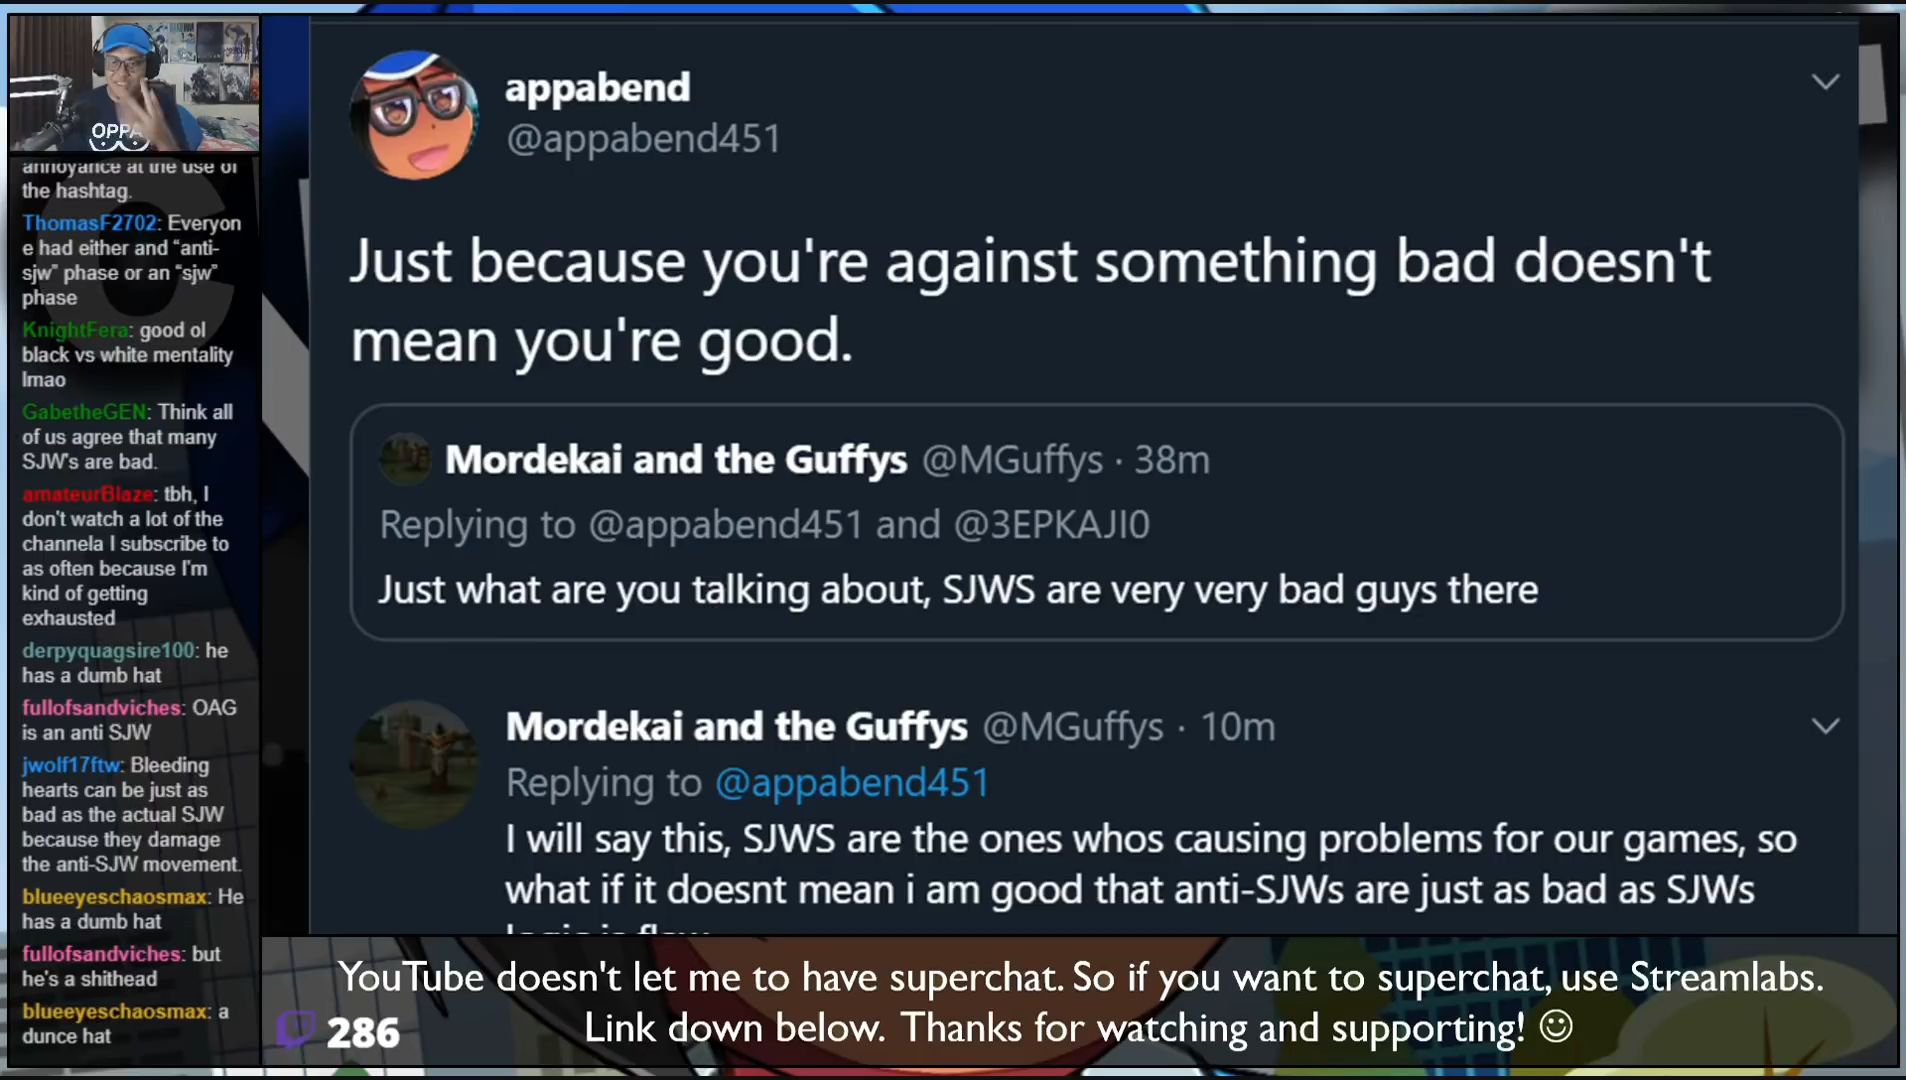 OPPA
annoyance at the use of
the hashtag.
ThomasF2702: Everyon
e had either and “anti-
sjw” phase or an “sjw”
phase
KnightFera: good ol
black vs white mentality
lmao
GabetheGEN: Think all
of us agree that many
SJW's are bad.
amateurBlaze: tbh, I
don't watch a lot of the
channela I subscribe to
as often because I'm
kind of getting
exhausted
derpyquagsire100: he
has a dumb hat
fullofsandviches: OAG
is an anti SJW
jwolf17ftw: Bleeding
hearts can be just as
bad as the actual SJW
because they damage
the anti-SJW movement.
blueeyeschaosmax: He
has a dumb hat
fullofsandviches: but
he's a shithead
blueeyeschaosmax: a
dunce hat
appabend
@appabend451
Just because you're against something bad doesn't
mean you're good.
Mordekai and the Guffys @MGuffys · 38m
Replying to @appabend451 and @3EPKAJI0
Just what are you talking about, SJWS are very very bad guys there
Mordekai and the Guffys @MGuffys · 10m
Replying to @appabend451
I will say this, SJWS are the ones whos causing problems for our games, so
what if it doesnt mean i am good that anti-SJWs are just as bad as SJWs
logic is flaw
YouTube doesn't let me to have superchat. So if you want to superchat, use Streamlabs.
286
Link down below. Thanks for watching and supporting! ☺